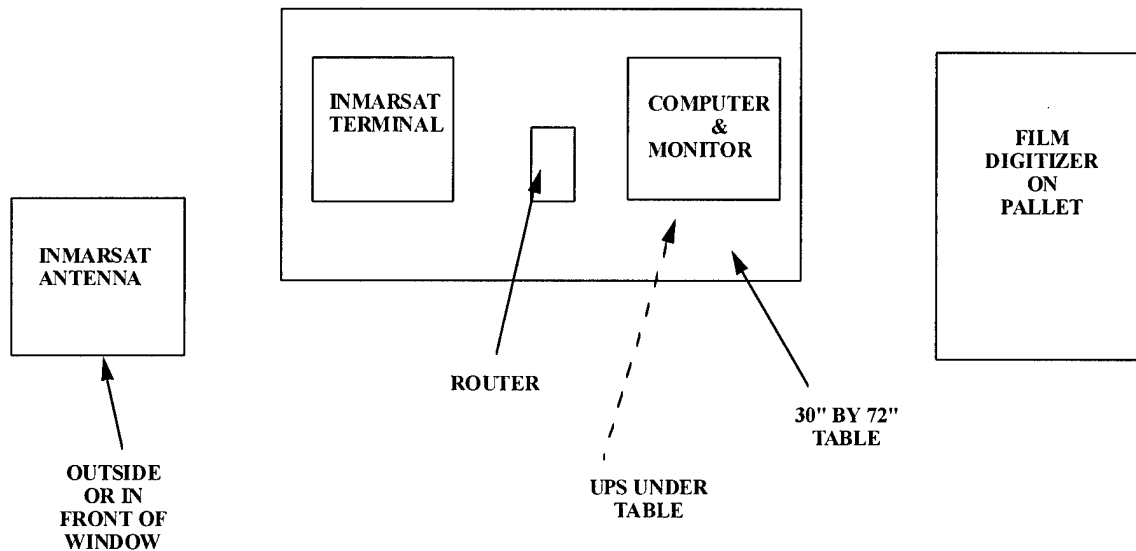 INMARSAT
TERMINAL
COMPUTER
&
MONITOR
FILM
DIGITIZER
ON
PALLET
INMARSAT
ANTENNA
ROUTER
30" BY 72"
TABLE
OUTSIDE
OR IN
FRONT OF
WINDOW
UPS UNDER
TABLE